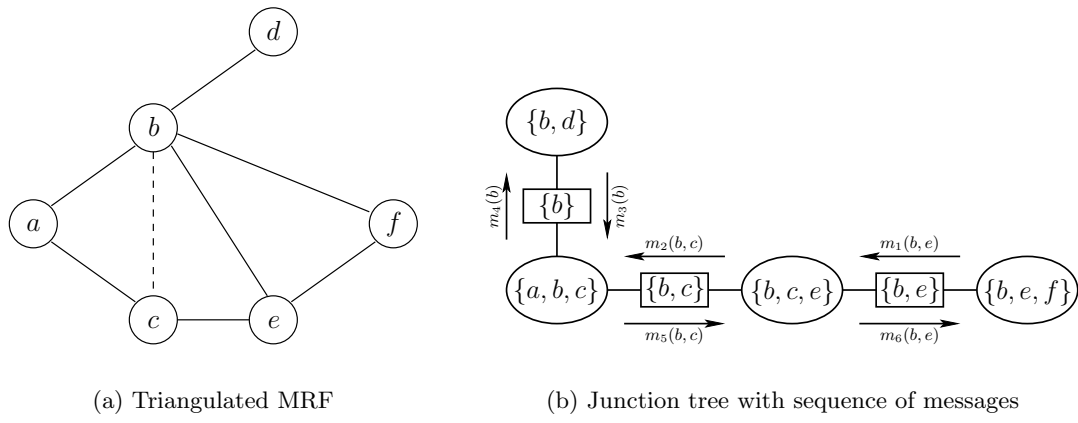 d
b
a
f
c
e
(a) Triangulated MRF
{b, d}
m₄(b)
{b}
m₃(b)
m₂(b, c)
m₁(b, e)
{a, b, c}
{b, c}
{b, c, e}
{b, e}
{b, e, f}
m₅(b, c)
m₆(b, e)
(b) Junction tree with sequence of messages